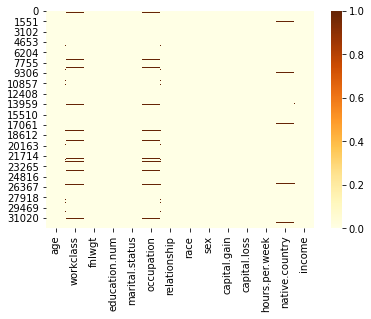 0
1551
3102
4653
6204
7755
9306
10857
13959
15510
17061
18612
20163
21714
23265
24816
26367
27918
29469
31020
1.0
0.8
0.6
0.4
0.2
0.0
age
workclass
fnlwgt
education.num
marital.status
occupation
relationship
race
sex
capital.gain
capital.loss
hours.per.week
native.country
income